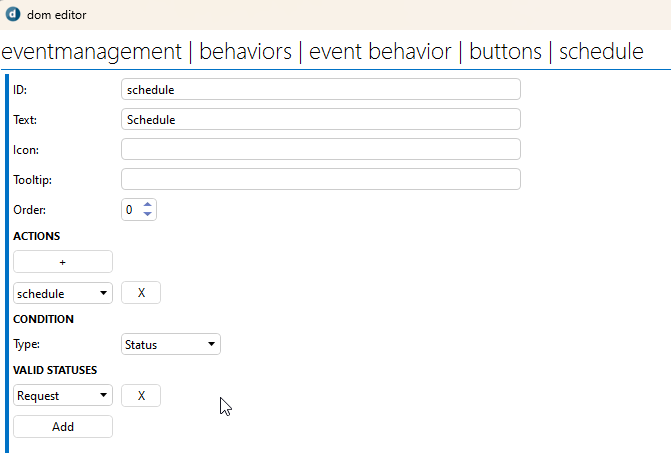 dom editor
eventmanagement | behaviors | event behavior | buttons | schedule
ID: schedule
Text: Schedule
Icon:
Tooltip:
Order: 0
ACTIONS
+
schedule X
CONDITION
Type: Status
VALID STATUSES
Request X
Add